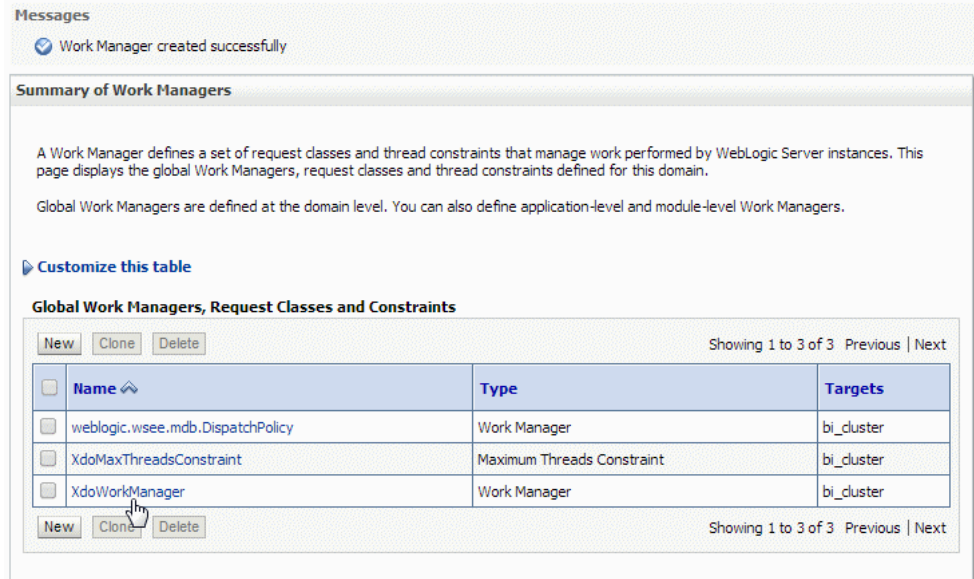 Messages
Work Manager created successfully
Summary of Work Managers
A Work Manager defines a set of request classes and thread constraints that manage work performed by WebLogic Server instances. This
page displays the global Work Managers, request classes and thread constraints defined for this domain.
Global Work Managers are defined at the domain level. You can also define application-level and module-level Work Managers.
Customize this table
Global Work Managers, Request Classes and Constraints
New Clone Delete Showing 1 to 3 of 3 Previous | Next
Name Type Targets
weblogic.wsee.mdb.DispatchPolicy Work Manager bi_cluster
XdoMaxThreadsConstraint Maximum Threads Constraint bi_cluster
XdoWorkManager Work Manager bi_cluster
New Clone Delete Showing 1 to 3 of 3 Previous | Next